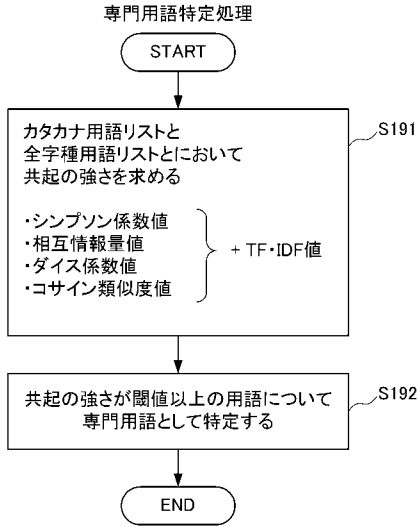 専門用語特定処理
START
カタカナ用語リストと
全字種用語リストとにおいて
共起の強さを求める
S191
・シンプソン係数値
・相互情報量値
・ダイス係数値
・コサイン類似度値
+ TF・IDF値
共起の強さが閾値以上の用語について
専門用語として特定する
S192
END